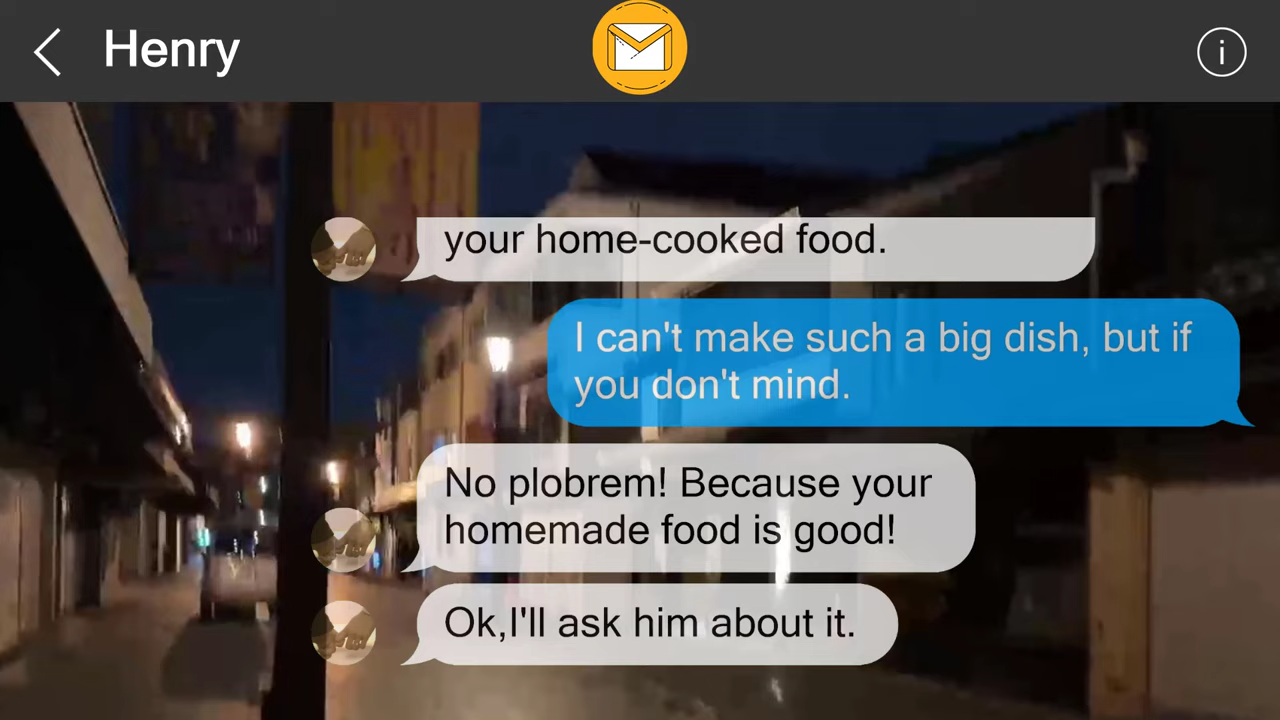 Henry
i
your home-cooked food.
I can't make such a big dish, but if
you don't mind.
No plobrem! Because your
homemade food is good!
Ok,I'll ask him about it.